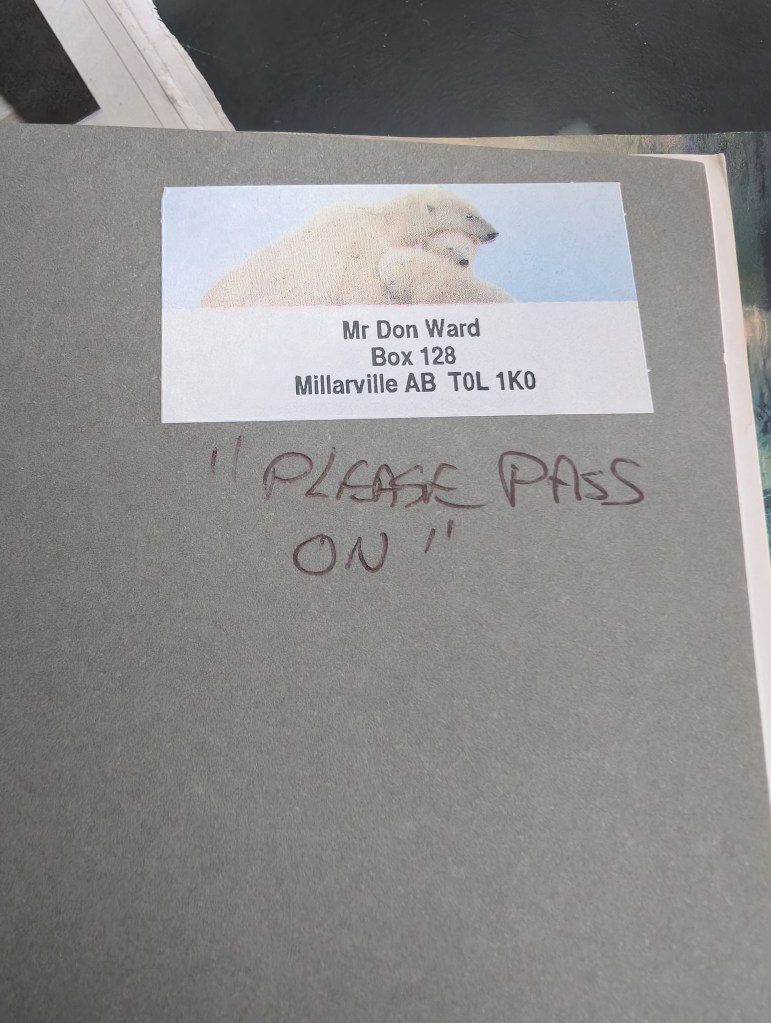 Mr Don Ward
Box 128
Millarville AB T0L 1K0
"PLEASE PASS
ON"